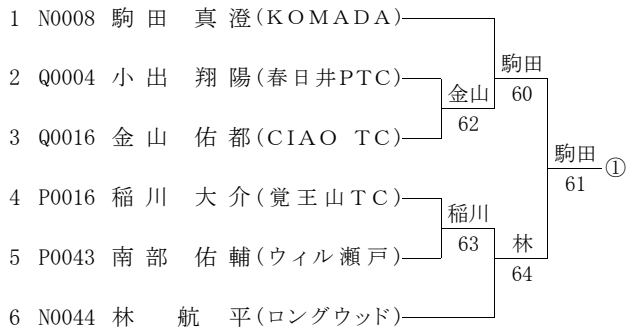 1 N0008 駒田 真澄(KOMADA)
駒田
2 Q0004 小出 翔陽(春日井PTC)
金山
60
62
3 Q0016 金山 佑都(CIAO TC)
駒田
①
61
4 P0016 稲川 大介(覚王山TC)
稲川
63
林
5 P0043 南部 佑輔(ウィル瀬戸)
64
6 N0044 林 航平(ロングウッド)